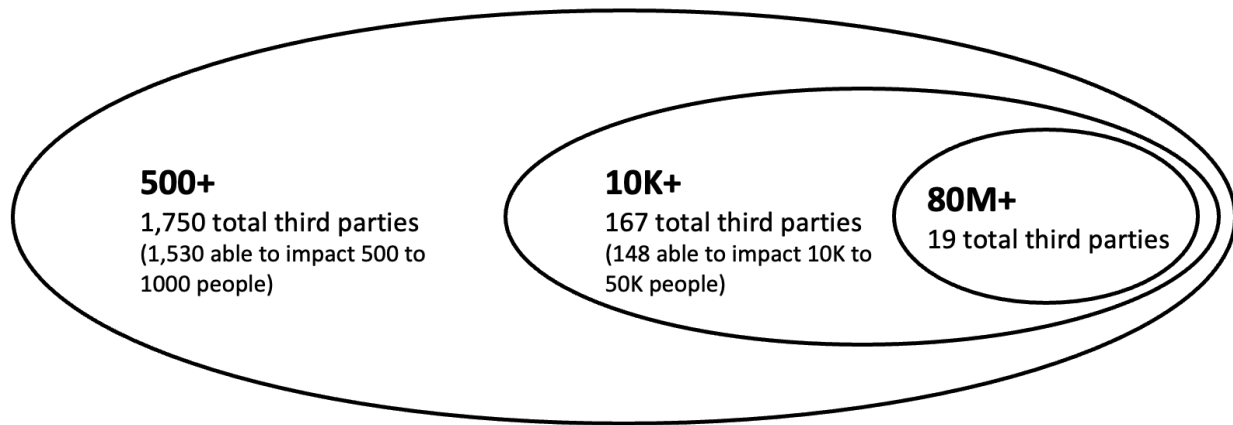 500+
1,750 total third parties
(1,530 able to impact 500 to
1000 people)
10K+
167 total third parties
(148 able to impact 10K to
50K people)
80M+
19 total third parties